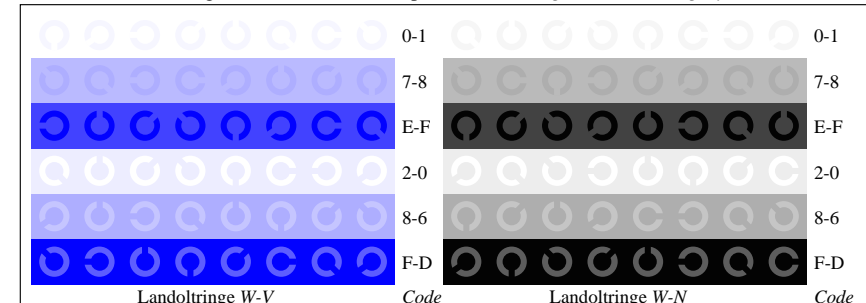 0-1 0-1
7-8 7-8
E-F E-F
2-0 2-0
8-6 8-6
F-D F-D
Landoltringe W-V Code Landoltringe W-N Code